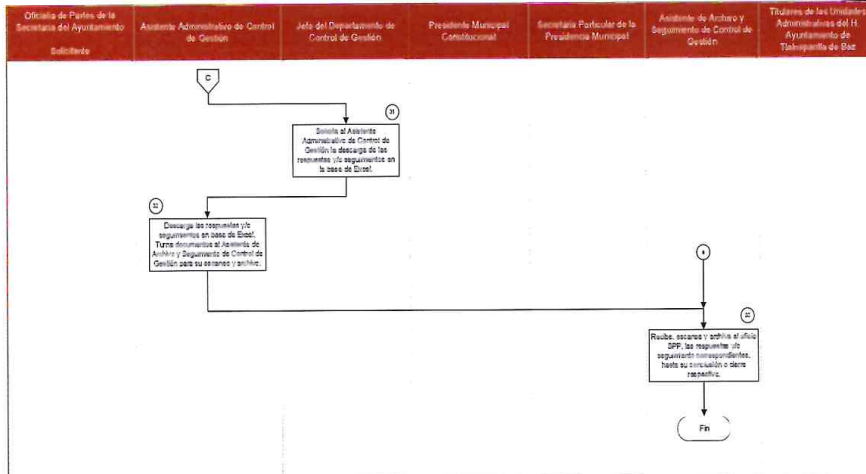 Oficialía de Partes de la
Secretaría del Ayuntamiento
Solicitante
Asistente Administrativo de Control
de Gestión
Jefa del Departamento de
Control de Gestión
Presidente Municipal
Constitucional
Secretaria Particular de la
Presidencia Municipal
Asistente de Archivo y
Seguimiento de Control de
Gestión
Titulares de las Unidades
Administrativas del H.
Ayuntamiento de
Tlalnepantla de Baz
C
31
Solicita al Asistente
Administrativo de Control de
Gestión la descarga de las
respuestas y/o seguimientos en
la base de Excel.
32
Descarga las respuestas y/o
seguimientos en base de Excel.
Turna documentos al Asistente de
Archivo y Seguimiento de Control de
Gestión para su escaneo y archivo.
33
Recibe, escanea y archiva el oficio
SPP, las respuestas y/o
seguimiento correspondientes,
hasta su conclusión o cierre
respectivo.
Fin